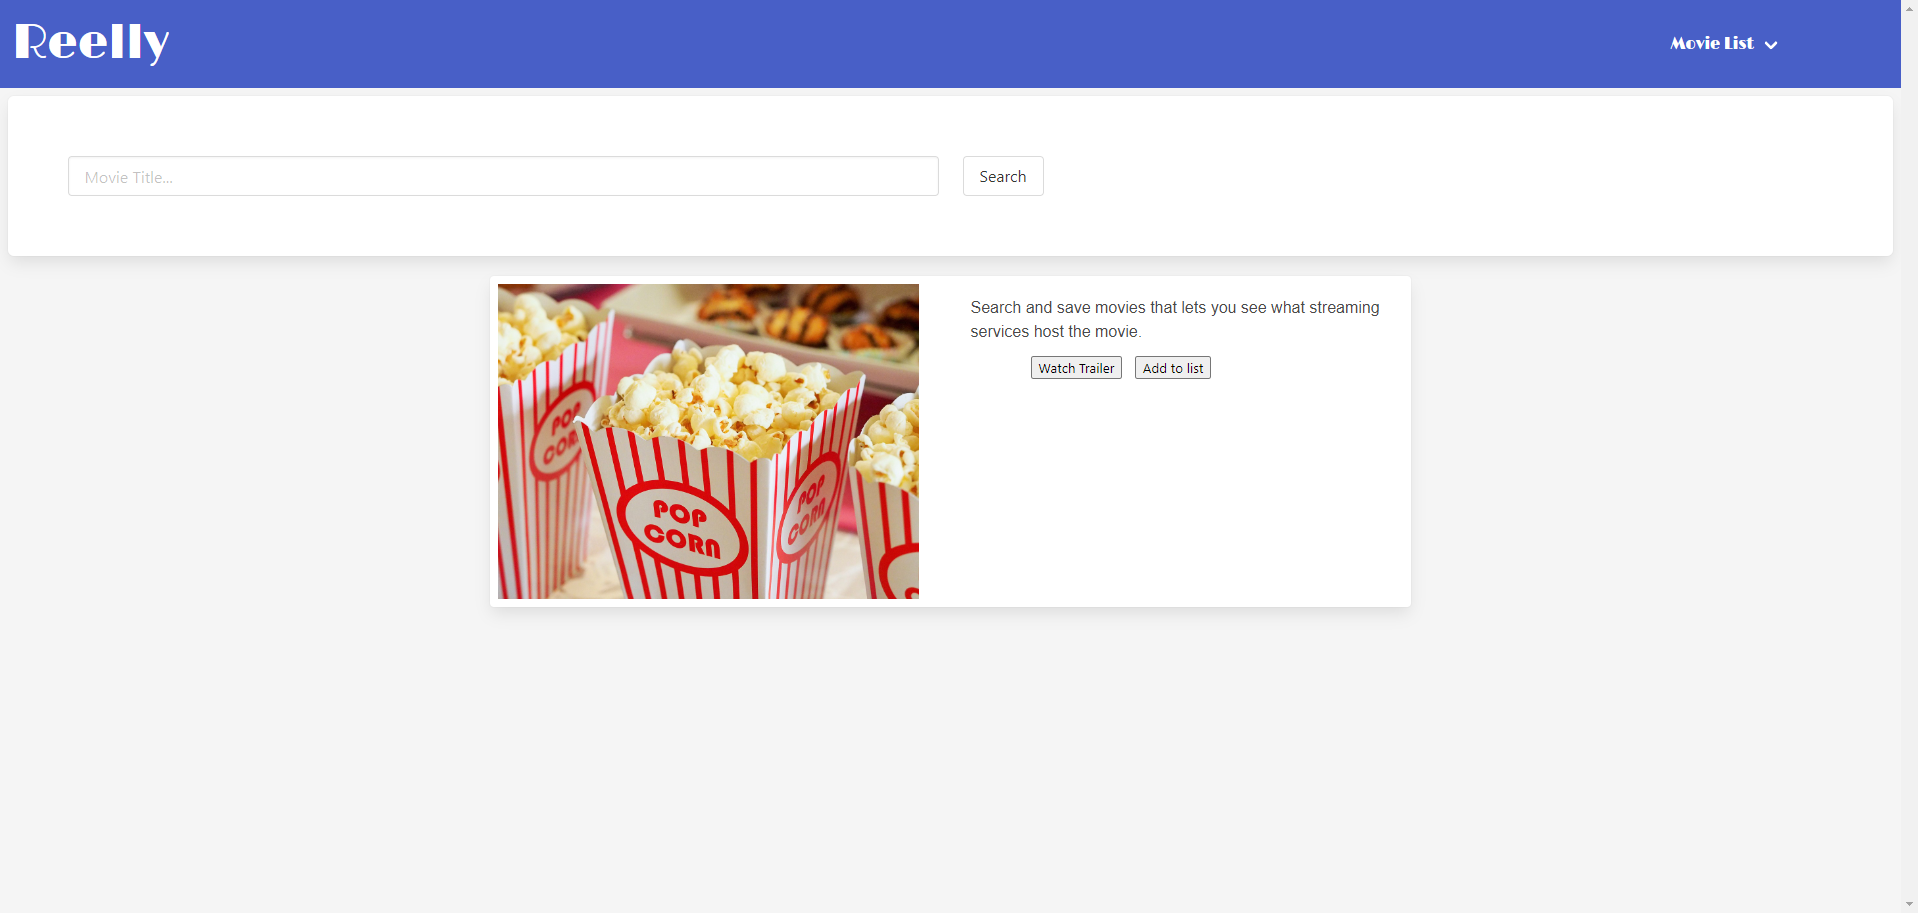 Reelly
Movie List
Movie Title...
Search
Search and save movies that lets you see what streaming
services host the movie.
Watch Trailer
Add to list
POP
CORN
POP
CORN
POP
CORN